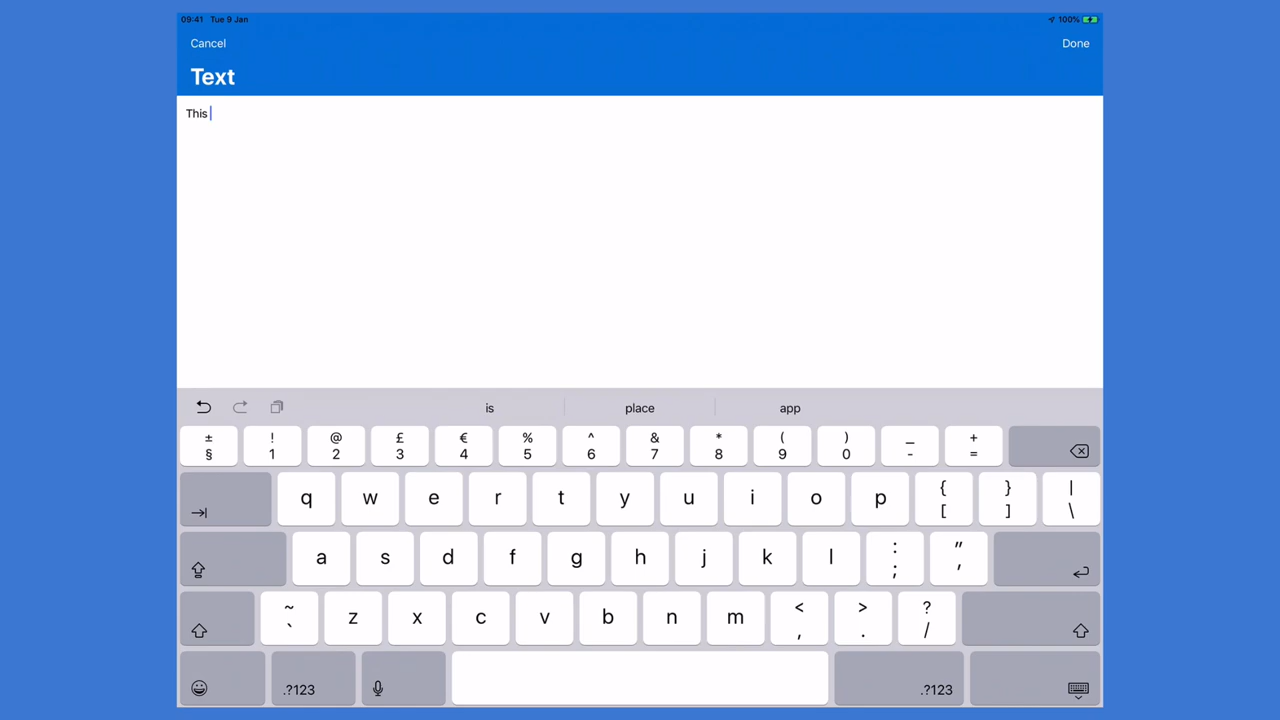 09:41 Tue 9 Jan 100%
Cancel Done
Text
This
is place app
± ! @ £ € % ^ & * ( ) _ +
§ 1 2 3 4 5 6 7 8 9 0 - =
q w e r t y u i o p { } |
[ ] \
a s d f g h j k l : "
; '
~ z x c v b n m < > ?
` , . /
.?123 .?123